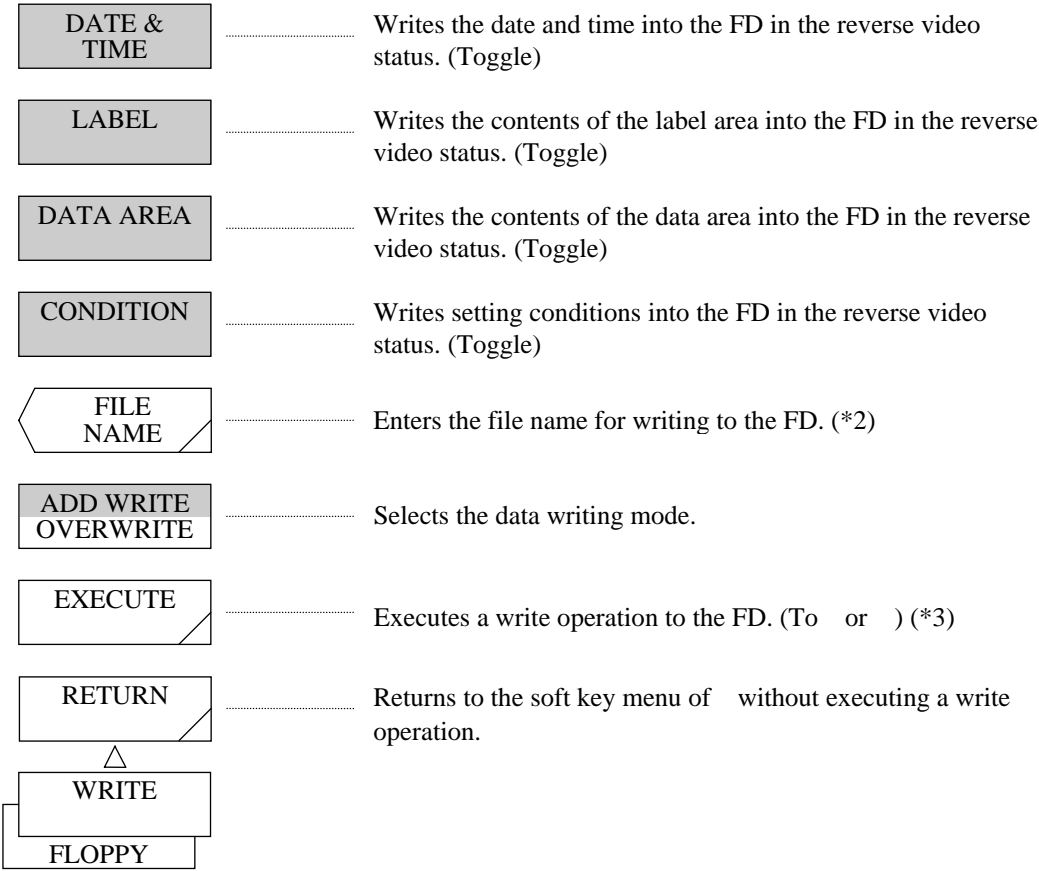 DATE &
TIME
Writes the date and time into the FD in the reverse video
status. (Toggle)
LABEL
Writes the contents of the label area into the FD in the reverse
video status. (Toggle)
DATA AREA
Writes the contents of the data area into the FD in the reverse
video status. (Toggle)
CONDITION
Writes setting conditions into the FD in the reverse video
status. (Toggle)
FILE
NAME
Enters the file name for writing to the FD. (*2)
ADD WRITE
OVERWRITE
Selects the data writing mode.
EXECUTE
Executes a write operation to the FD. (To or ) (*3)
RETURN
Returns to the soft key menu of without executing a write
operation.
WRITE
FLOPPY